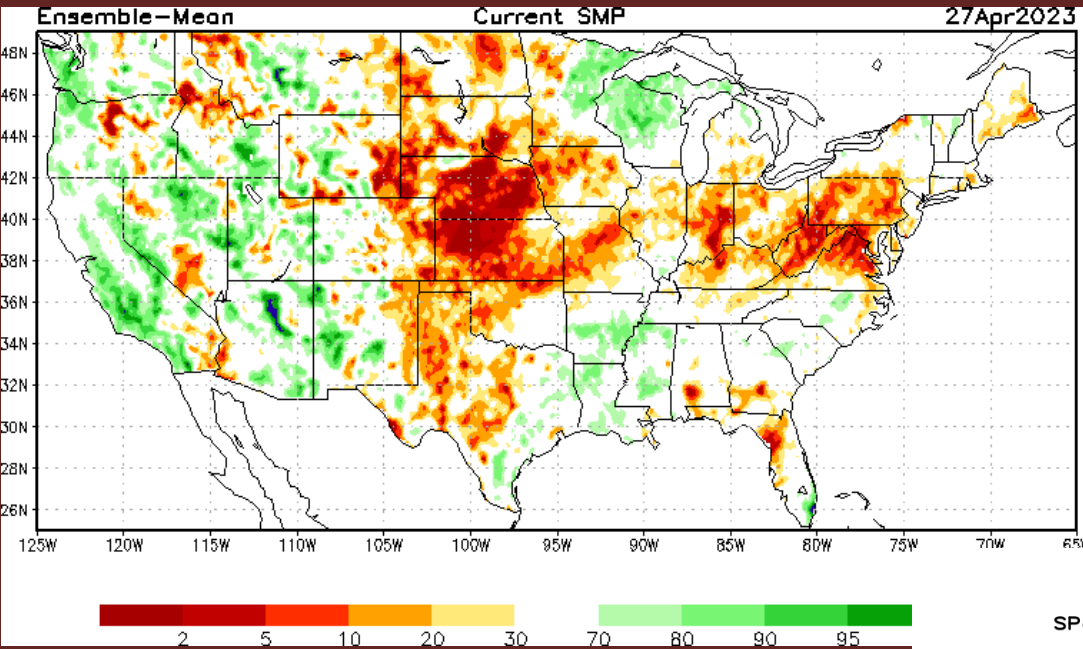 Ensemble-Mean Current SMP 27Apr2023
48N
46N
44N
42N
40N
38N
36N
34N
32N
30N
28N
26N
125W 120W 115W 110W 105W 100W 95W 90W 85W 80W 75W 70W 65W
2 5 10 20 30 70 80 90 95
SP